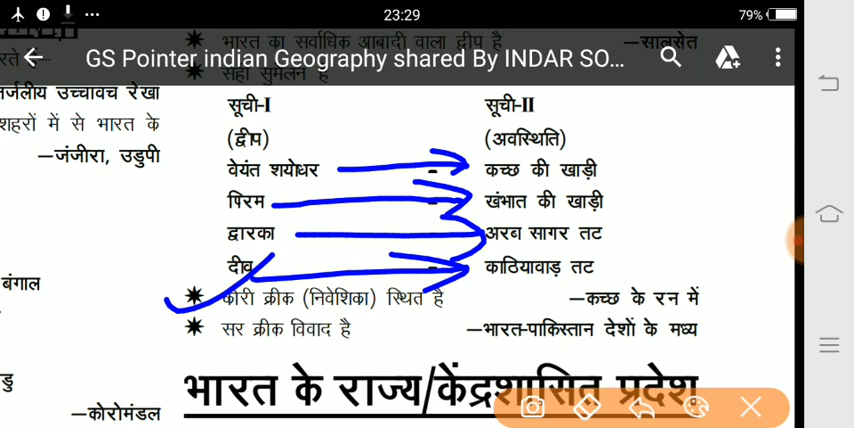 23:29
79%
GS Pointer indian Geography shared By INDAR SO...
भारत का सर्वाधिक आबादी वाला द्वीप है —सालसेत
सही सुमेलन है
र्जलीय उच्चावच रेखा
शहरों में से भारत के
—जंजीरा, उडुपी
बंगाल
डु
—कोरोमंडल
सूची-I सूची-II
(द्वीप) (अवस्थिति)
वेयंत शयोधर - कच्छ की खाड़ी
पिरम - खंभात की खाड़ी
द्वारका अरब सागर तट
दीव - काठियावाड़ तट
कोरी क्रीक (निवेशिका) स्थित है —कच्छ के रन में
सर क्रीक विवाद है —भारत-पाकिस्तान देशों के मध्य
भारत के राज्य/केंद्रशासित प्रदेश